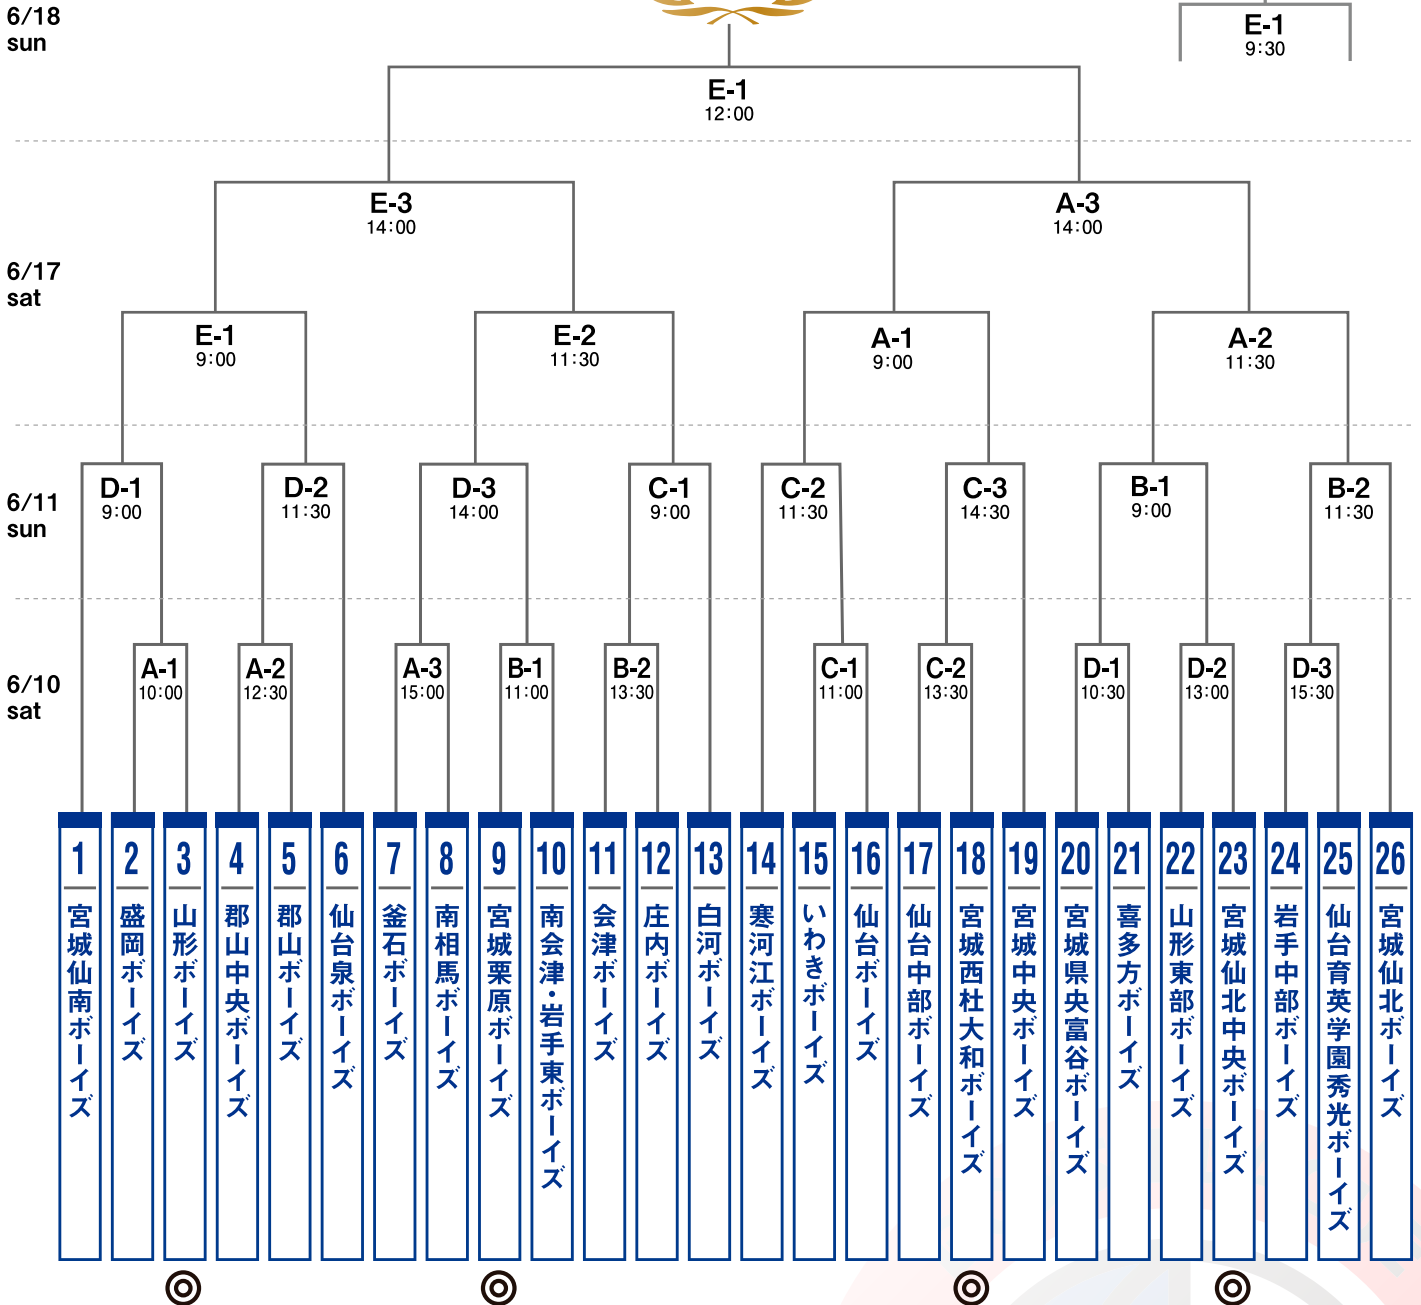 6/18
sun
E-1
9:30
E-1
12:00
6/17
sat
E-3
14:00
A-3
14:00
E-1
9:00
E-2
11:30
A-1
9:00
A-2
11:30
6/11
sun
D-1
9:00
D-2
11:30
D-3
14:00
C-1
9:00
C-2
11:30
C-3
14:30
B-1
9:00
B-2
11:30
6/10
sat
A-1
10:00
A-2
12:30
A-3
15:00
B-1
11:00
B-2
13:30
C-1
11:00
C-2
13:30
D-1
10:30
D-2
13:00
D-3
15:30
1
宮城仙南ボーイズ
2
盛岡ボーイズ
3
山形ボーイズ
4
郡山中央ボーイズ
5
郡山ボーイズ
6
仙台泉ボーイズ
7
釜石ボーイズ
8
南相馬ボーイズ
9
宮城栗原ボーイズ
10
南会津・岩手東ボーイズ
11
会津ボーイズ
12
庄内ボーイズ
13
白河ボーイズ
14
寒河江ボーイズ
15
いわきボーイズ
16
仙台ボーイズ
17
仙台中部ボーイズ
18
宮城西杜大和ボーイズ
19
宮城中央ボーイズ
20
宮城県央富谷ボーイズ
21
喜多方ボーイズ
22
山形東部ボーイズ
23
宮城仙北中央ボーイズ
24
岩手中部ボーイズ
25
仙台育英学園秀光ボーイズ
26
宮城仙北ボーイズ
◎
◎
◎
◎